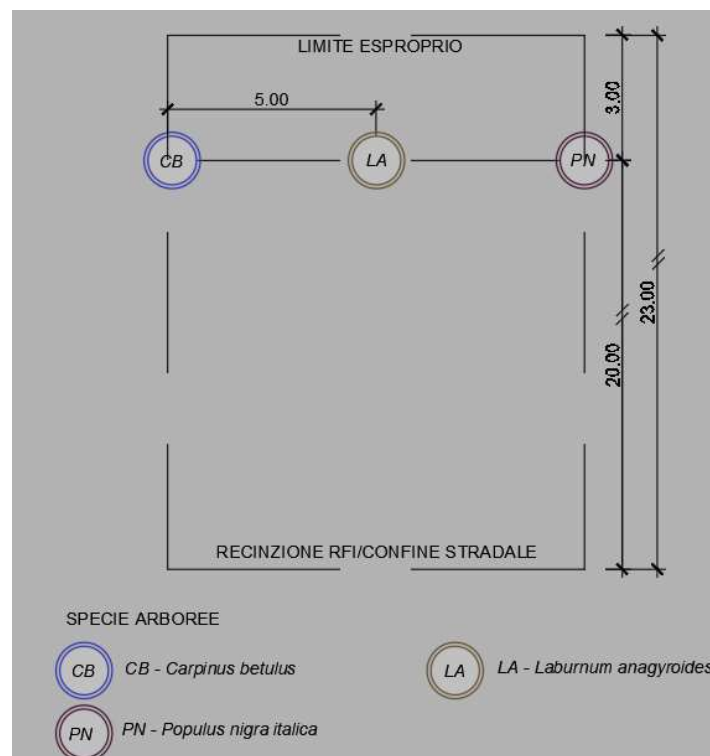 LIMITE ESPROPRIO
5.00
3.00
CB
LA
PN
23.00
20.00
RECINZIONE RFI/CONFINE STRADALE
SPECIE ARBOREE
CB
CB - Carpinus betulus
LA
LA - Laburnum anagyroides
PN
PN - Populus nigra italica